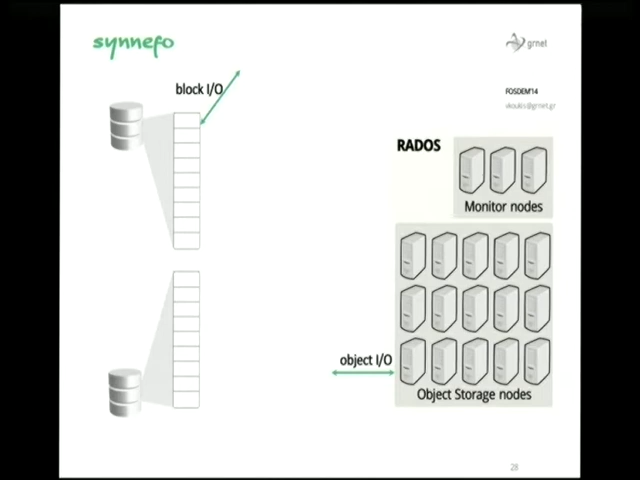 synnefo
grnet
FOSDEM'14
vkoukis@grnet.gr
block I/O
RADOS
Monitor nodes
object I/O
Object Storage nodes
28